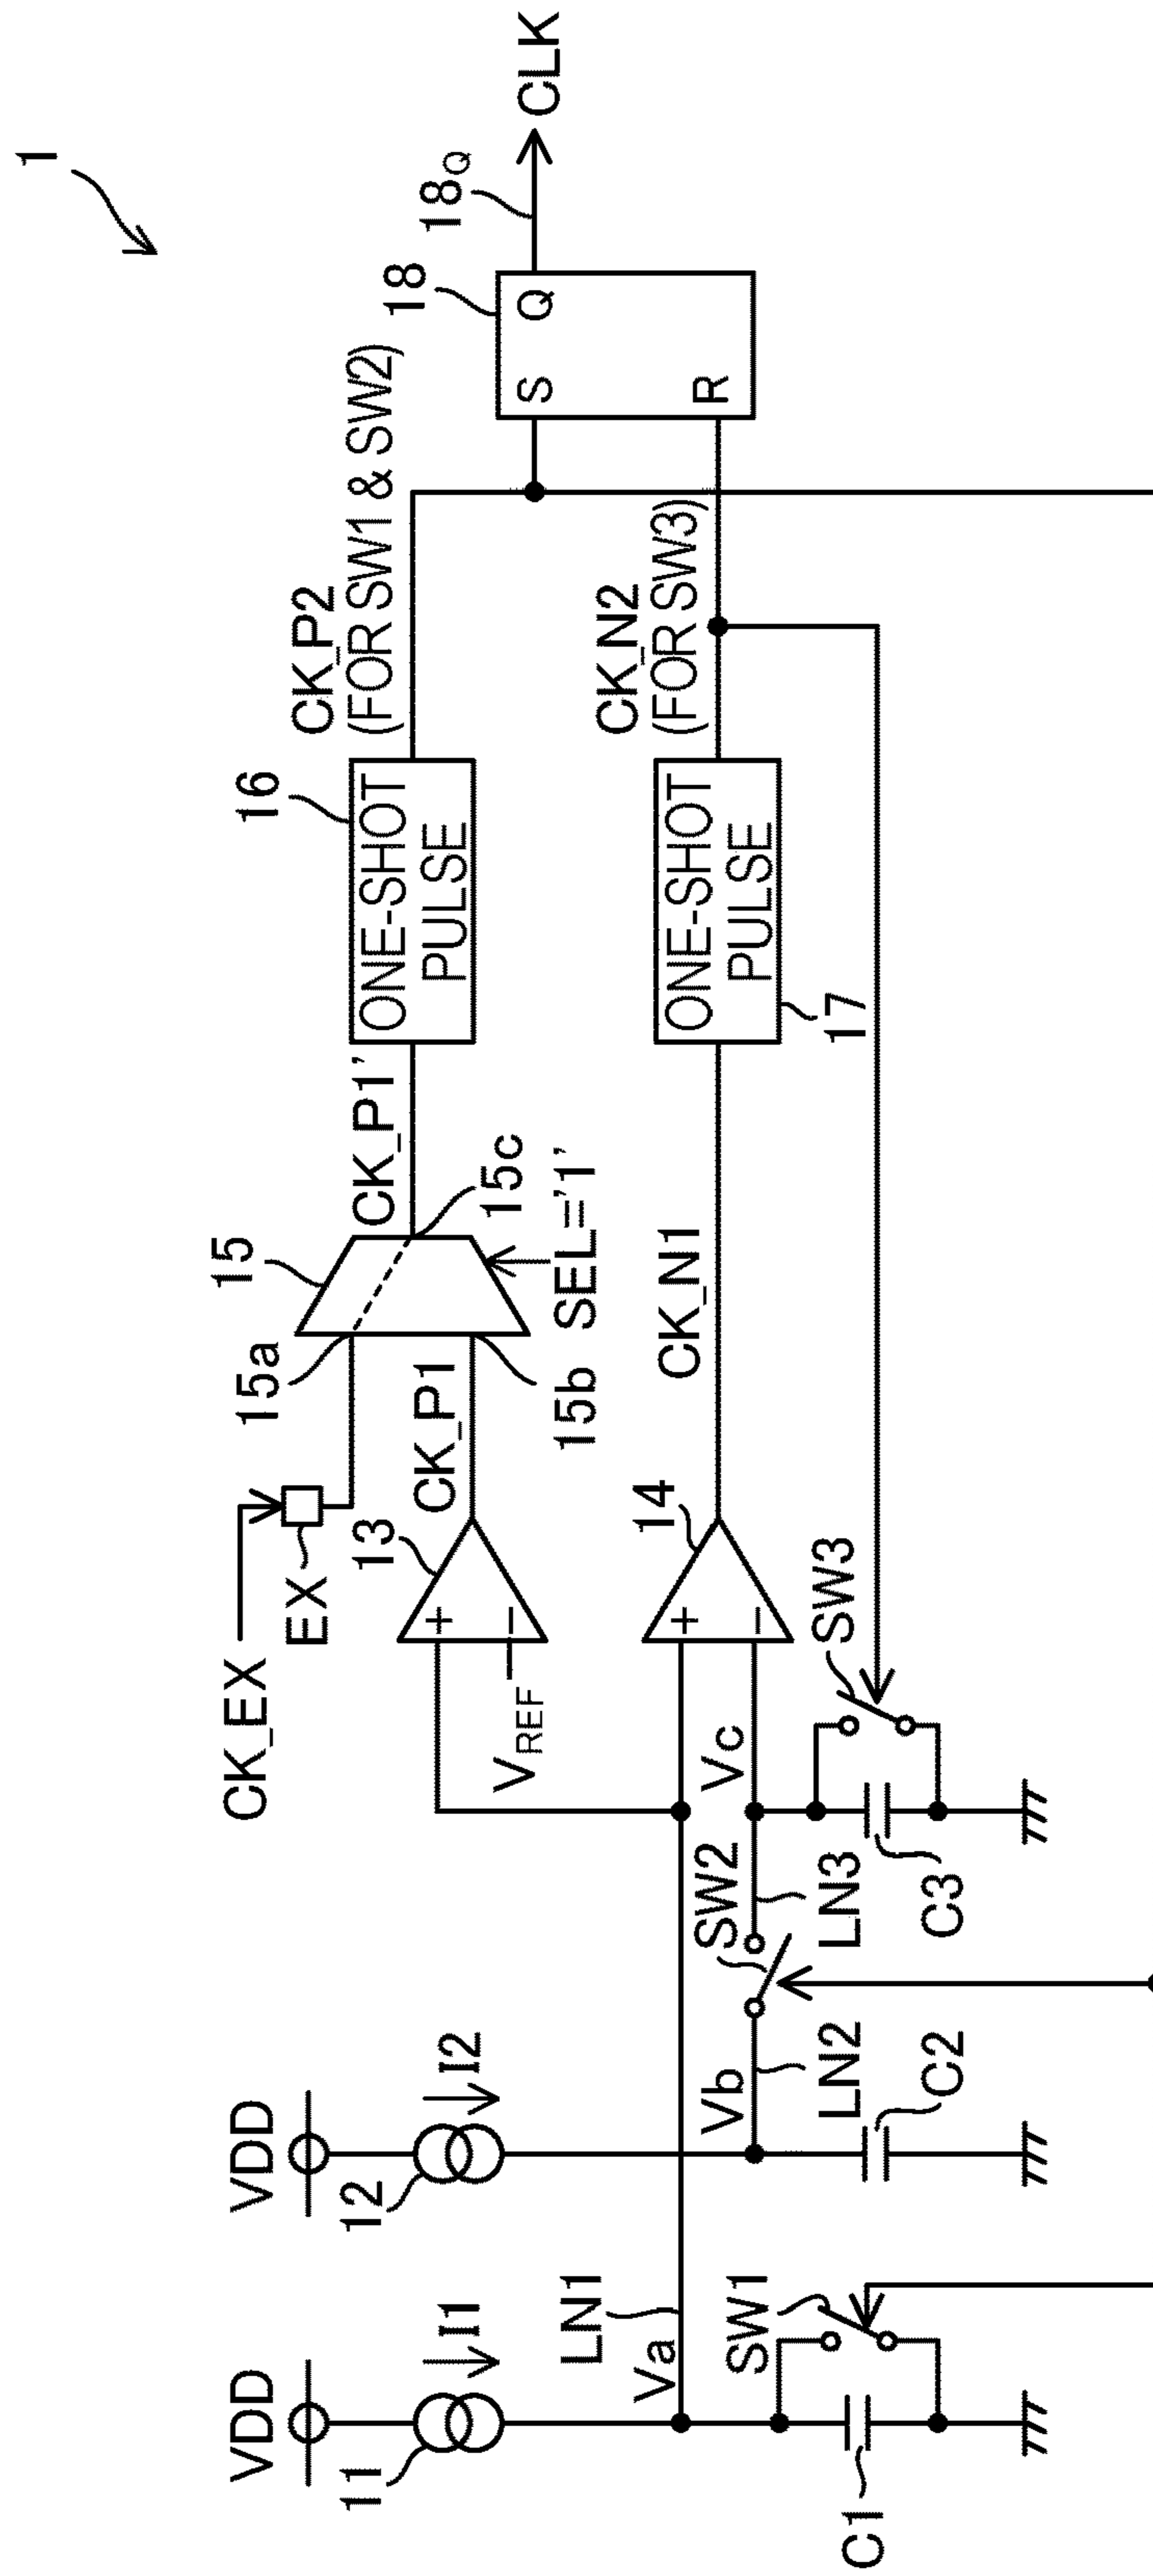 1
CK_EX
EX
15a
15
CK_P1'
16
ONE-SHOT
PULSE
CK_P2
(FOR SW1 & SW2)
18
18Q
CLK
S
Q
R
VDD
VDD
11
I1
12
I2
13
+
−
VREF
CK_P1
15b
15c
SEL='1'
14
+
−
CK_N1
ONE-SHOT
PULSE
17
CK_N2
(FOR SW3)
LN1
Va
Vb
Vc
SW1
SW2
SW3
LN2
LN3
C1
C2
C3